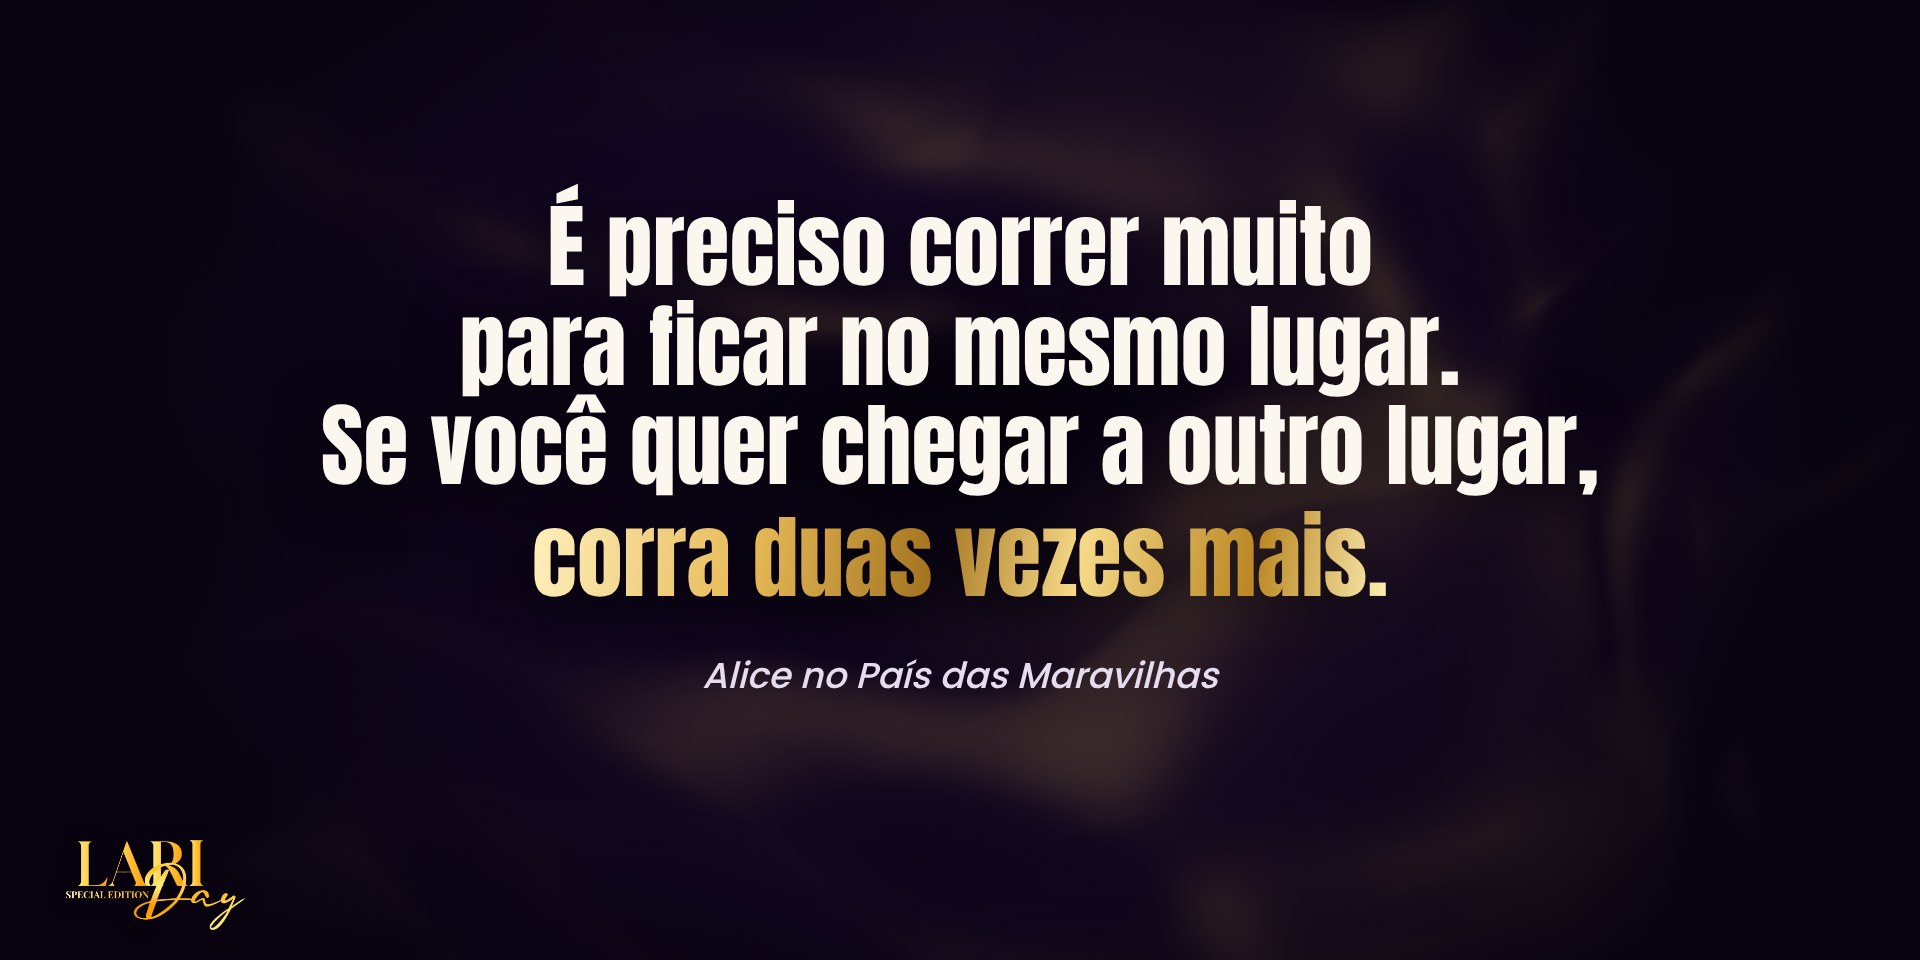 É preciso correr muito
para ficar no mesmo lugar.
Se você quer chegar a outro lugar,
corra duas vezes mais.
Alice no País das Maravilhas
LABI
SPECIAL EDITION Day